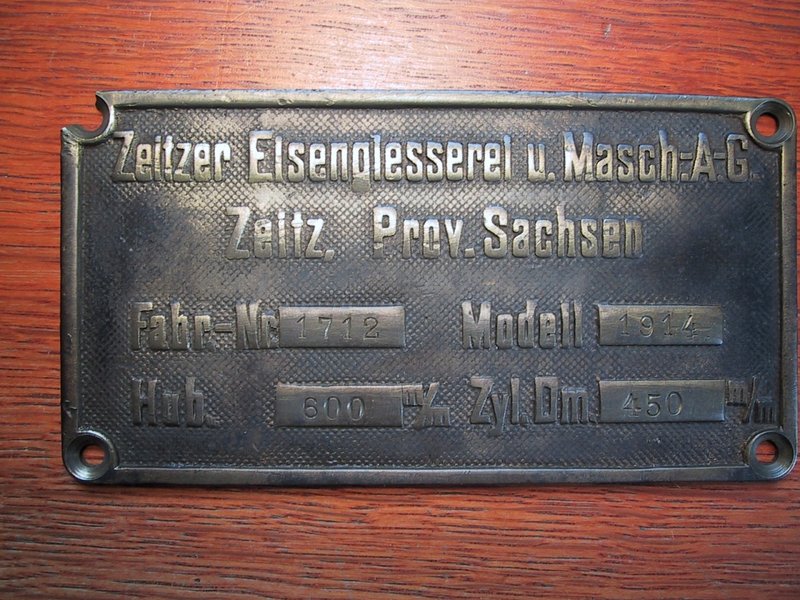 Zeitzer Eisengiesserei u. Masch.-A-G.
Zeitz, Prov. Sachsen
Fabr.-Nr. 1712 Modell 1914
Hub. 600 m/m Zyl. Dm. 450 m/m